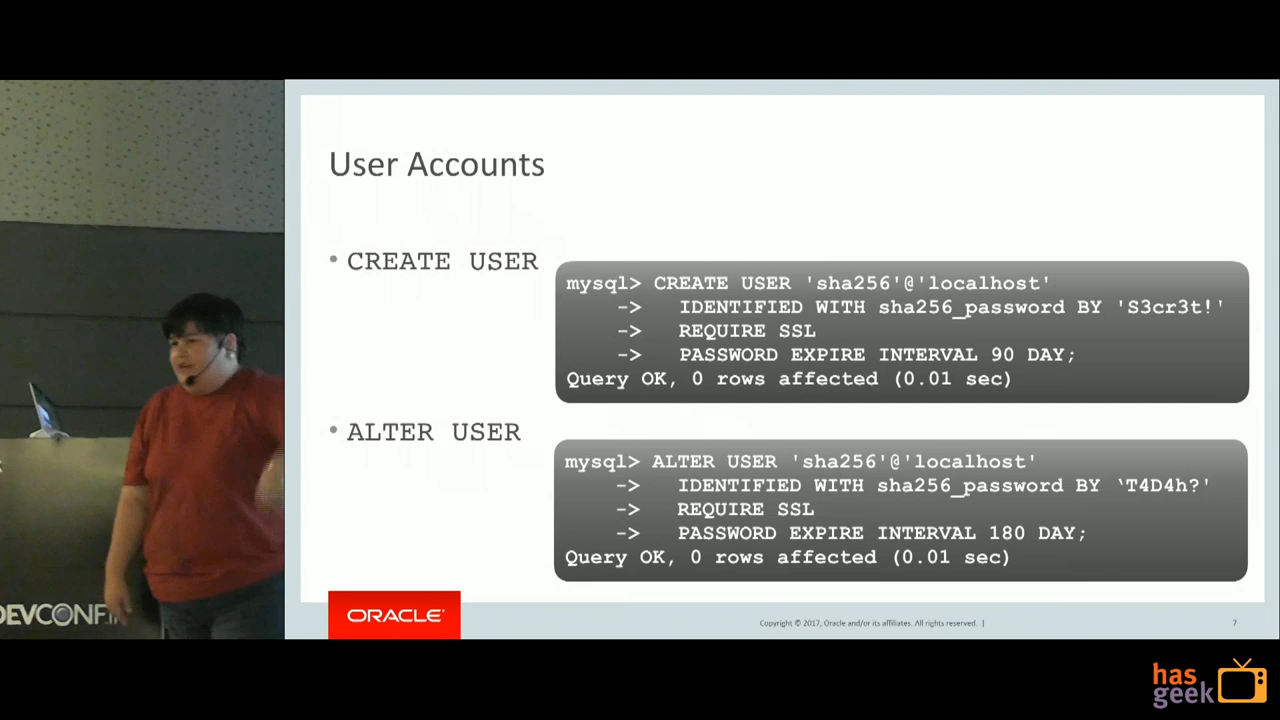 User Accounts
• CREATE USER
mysql> CREATE USER 'sha256'@'localhost'
-> IDENTIFIED WITH sha256_password BY 'S3cr3t!'
-> REQUIRE SSL
-> PASSWORD EXPIRE INTERVAL 90 DAY;
Query OK, 0 rows affected (0.01 sec)
• ALTER USER
mysql> ALTER USER 'sha256'@'localhost'
-> IDENTIFIED WITH sha256_password BY ‘T4D4h?'
-> REQUIRE SSL
-> PASSWORD EXPIRE INTERVAL 180 DAY;
Query OK, 0 rows affected (0.01 sec)
DEVCONF.IN
ORACLE
Copyright © 2017, Oracle and/or its affiliates. All rights reserved. |
7
has
geek